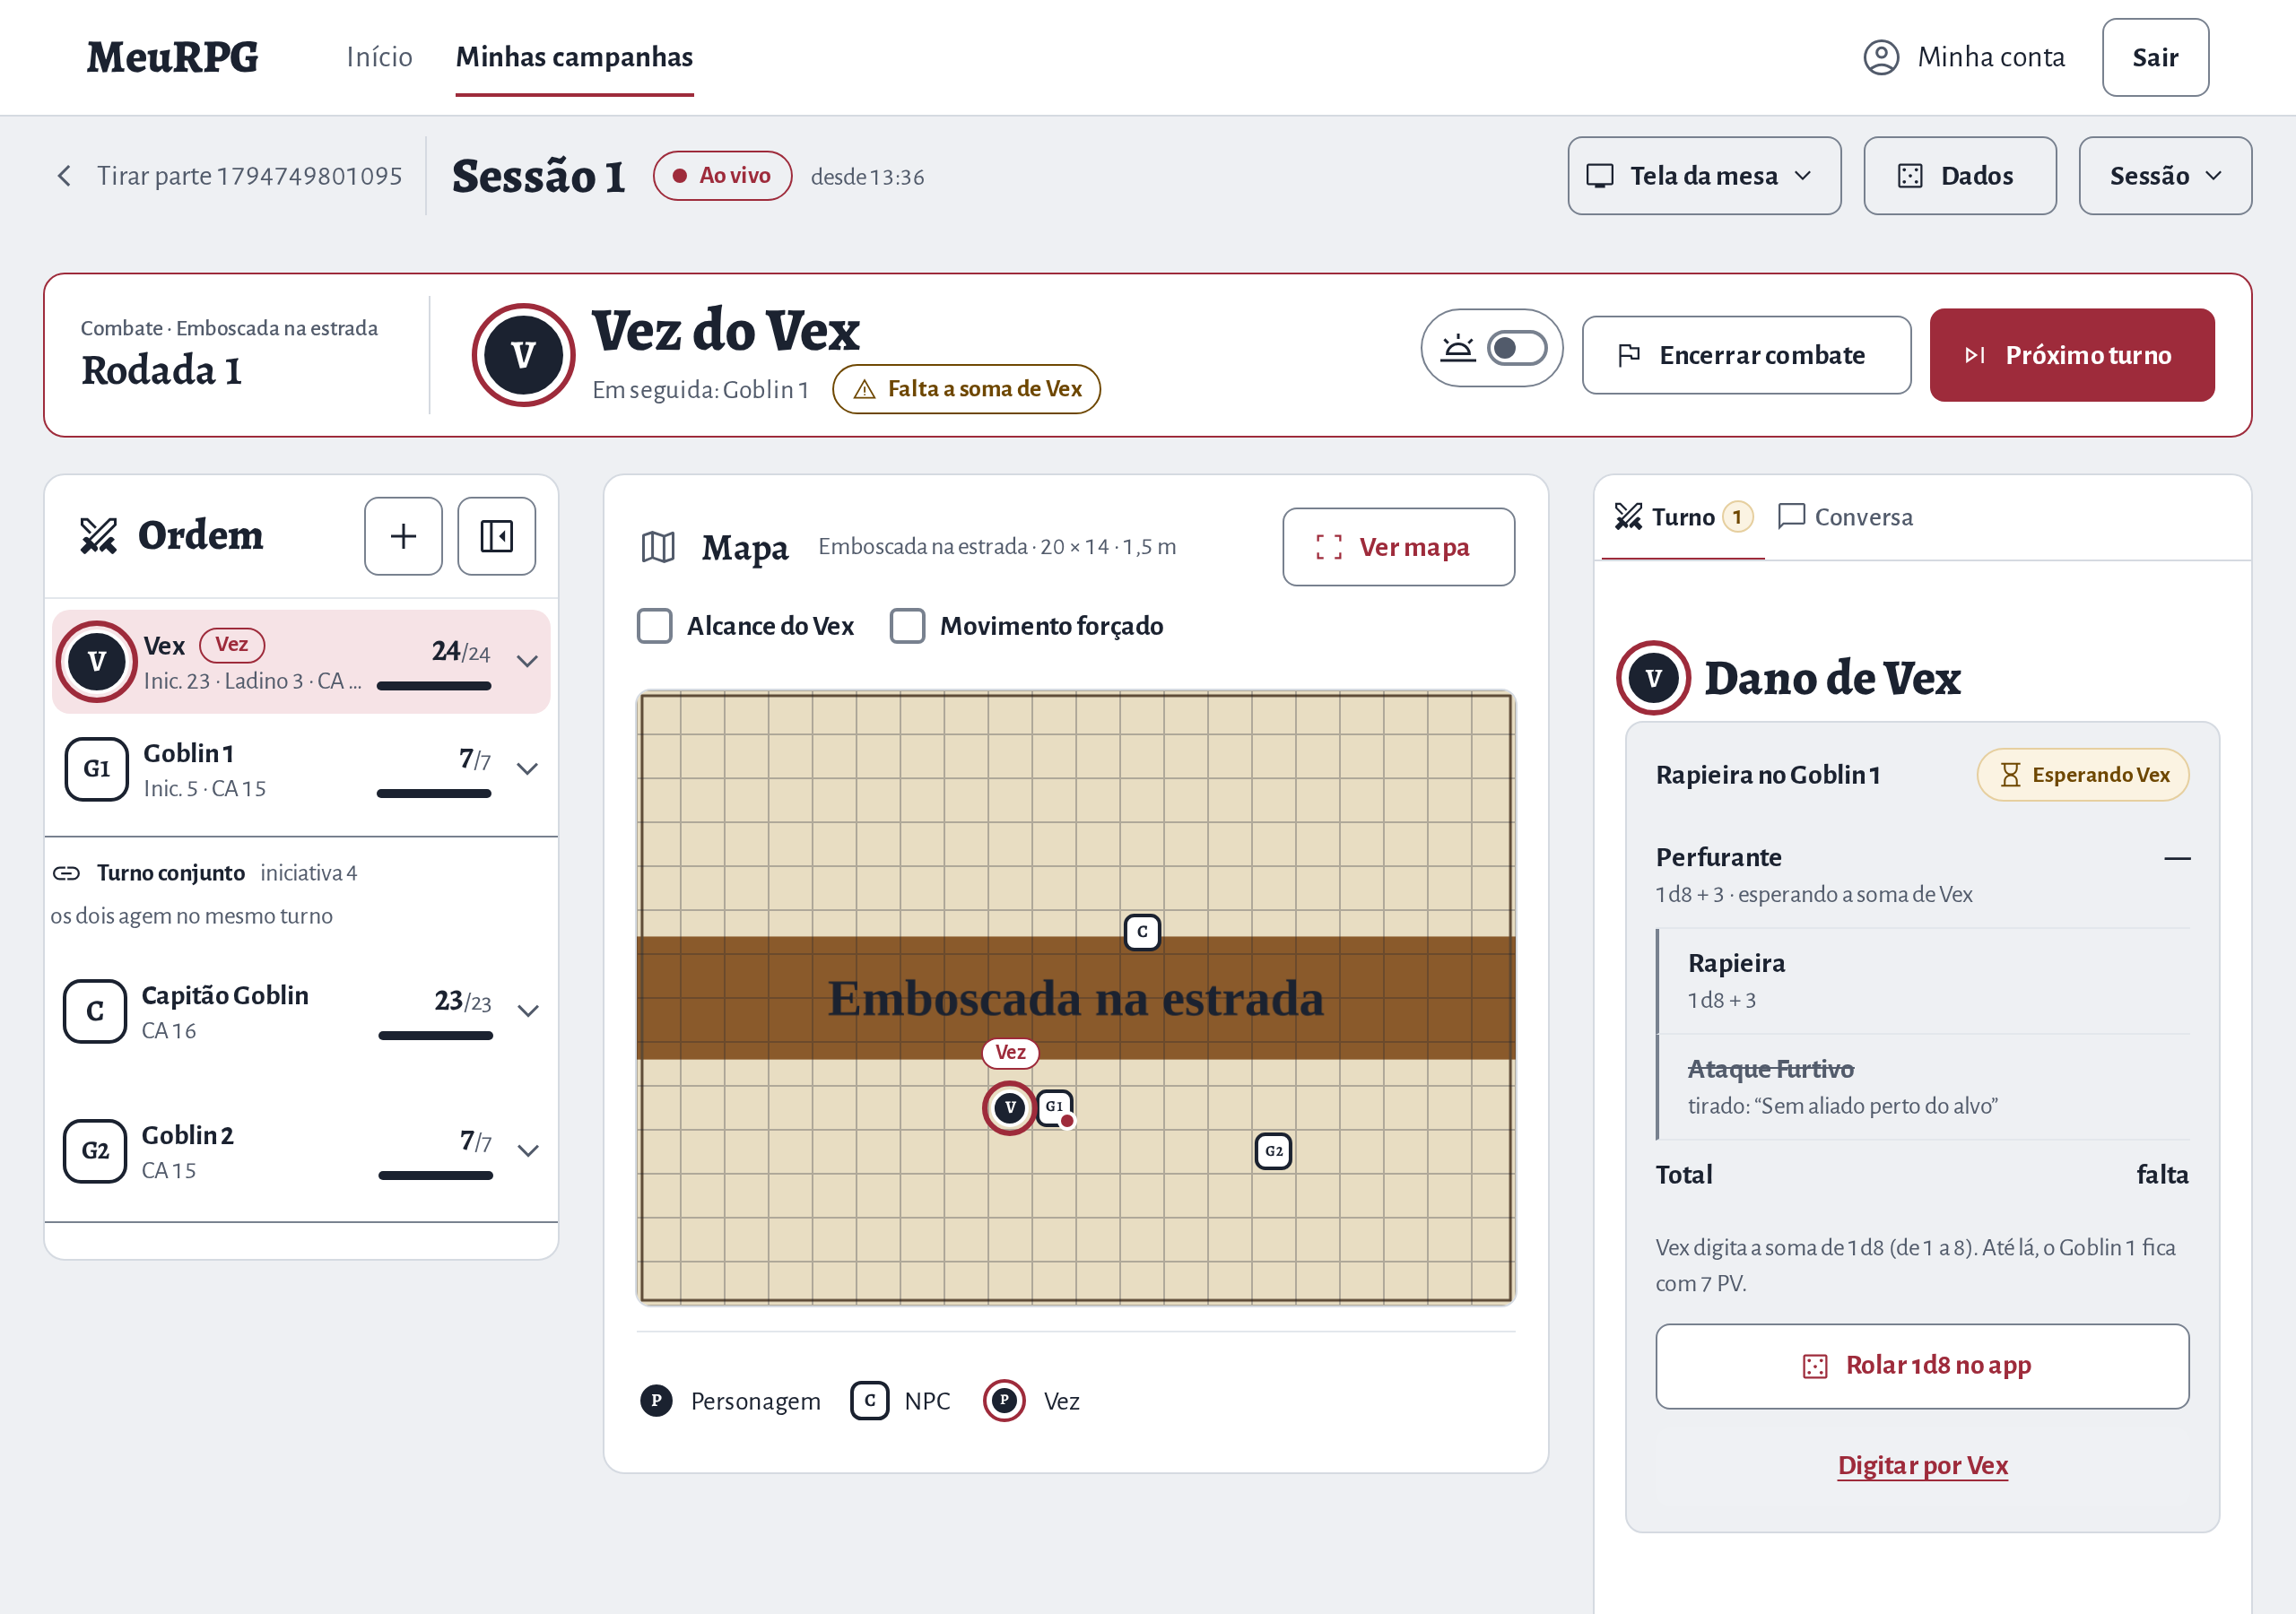 MeuRPG
Início
Minhas campanhas
Minha conta
Sair
Tirar parte 1794749801095
Sessão 1
Ao vivo
desde 13:36
Tela da mesa
Dados
Sessão
Combate · Emboscada na estrada
Rodada 1
V
Vez do Vex
Em seguida: Goblin 1
Falta a soma de Vex
Encerrar combate
Próximo turno
Ordem
V
Vex
Vez
24/24
Inic. 23 · Ladino 3 · CA ...
G1
Goblin 1
7/7
Inic. 5 · CA 15
Turno conjunto
iniciativa 4
os dois agem no mesmo turno
C
Capitão Goblin
23/23
CA 16
G2
Goblin 2
7/7
CA 15
Mapa
Emboscada na estrada · 20 × 14 · 1,5 m
Ver mapa
Alcance do Vex
Movimento forçado
C
Emboscada na estrada
Vez
V
G1
G2
P
Personagem
C
NPC
P
Vez
Turno
1
Conversa
V
Dano de Vex
Rapieira no Goblin 1
Esperando Vex
Perfurante
—
1d8 + 3 · esperando a soma de Vex
Rapieira
1d8 + 3
Ataque Furtivo
tirado: “Sem aliado perto do alvo”
Total
falta
Vex digita a soma de 1d8 (de 1 a 8). Até lá, o Goblin 1 fica
com 7 PV.
Rolar 1d8 no app
Digitar por Vex